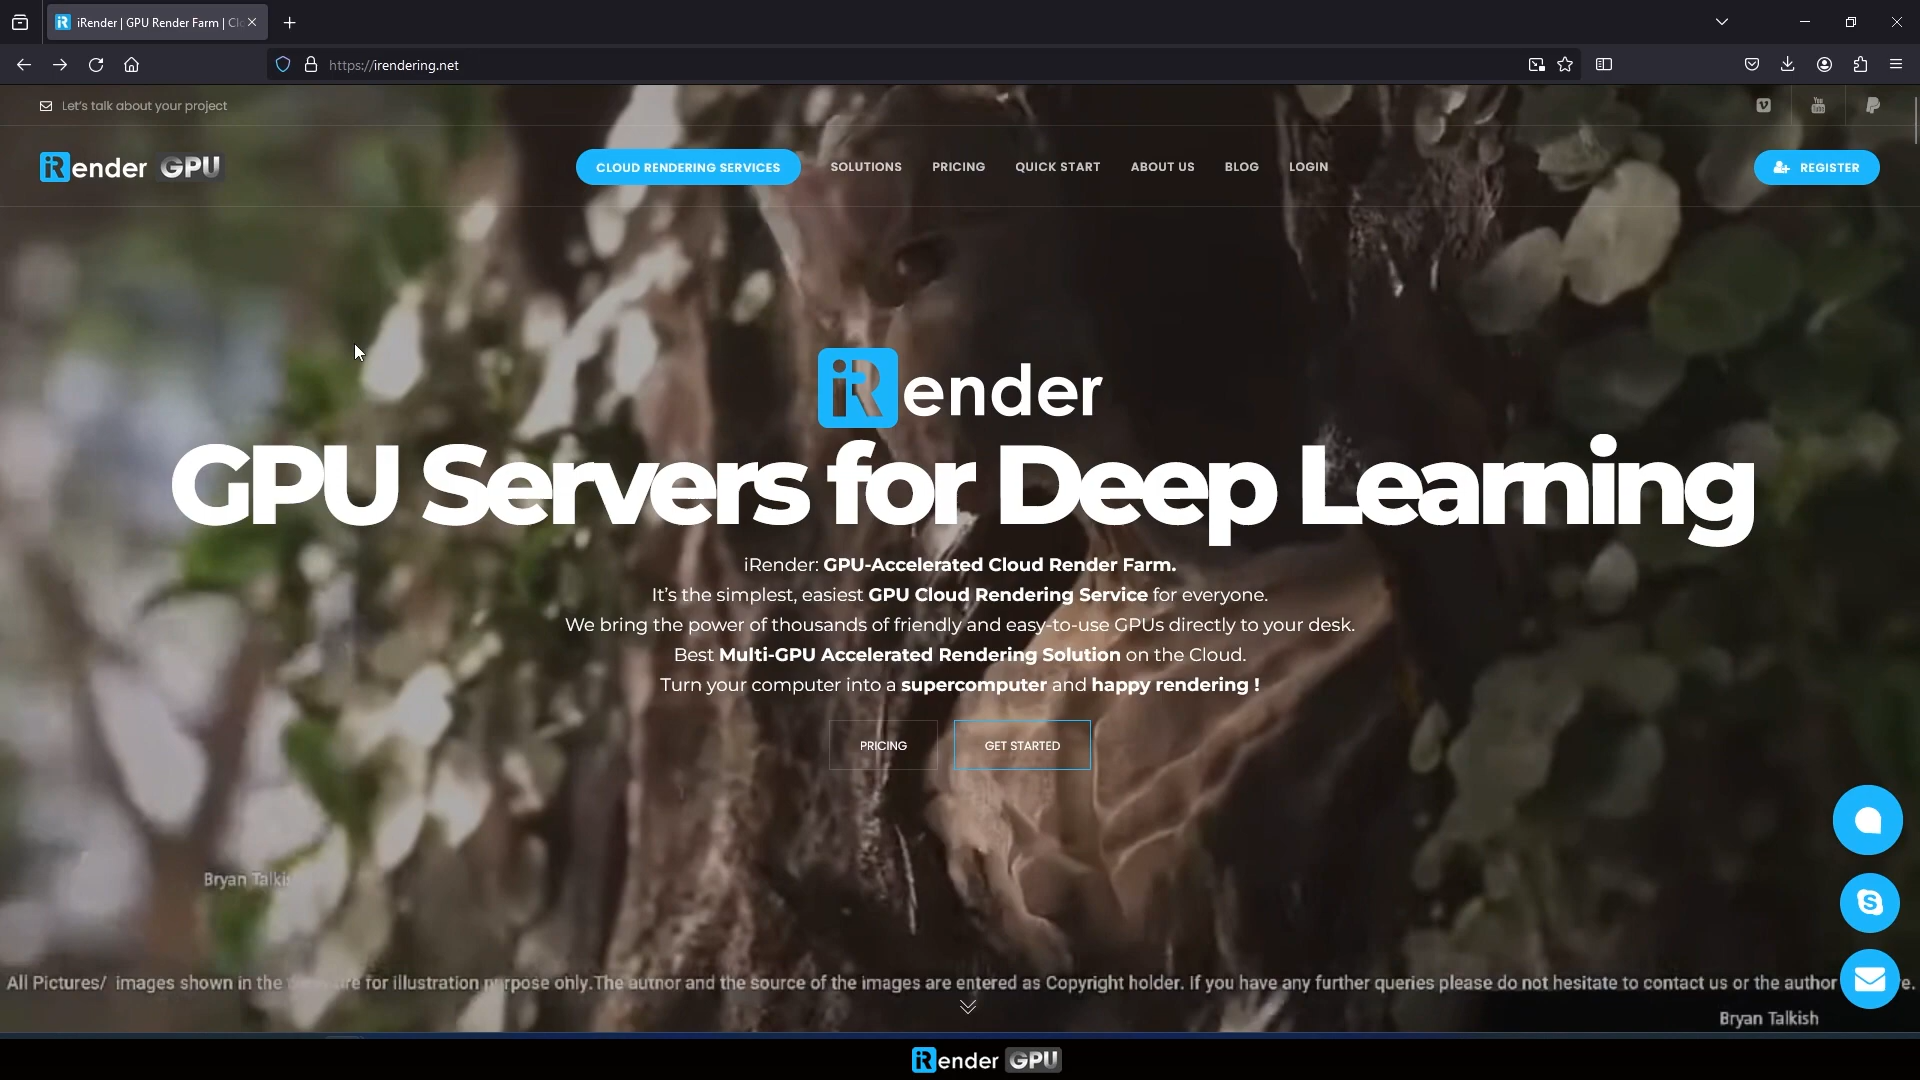 iRender | GPU Render Farm | Clo
https://irendering.net
Let's talk about your project
iRender GPU
CLOUD RENDERING SERVICES
SOLUTIONS
PRICING
QUICK START
ABOUT US
BLOG
LOGIN
REGISTER
iRender
GPU Servers for Deep Learning
iRender: GPU-Accelerated Cloud Render Farm.
It's the simplest, easiest GPU Cloud Rendering Service for everyone.
We bring the power of thousands of friendly and easy-to-use GPUs directly to your desk.
Best Multi-GPU Accelerated Rendering Solution on the Cloud.
Turn your computer into a supercomputer and happy rendering !
PRICING
GET STARTED
Bryan Talkis
All Pictures/ images shown in the are for illustration purpose only.The author and the source of the images are entered as Copyright holder. If you have any further queries please do not hesitate to contact us or the author
Bryan Talkish
iRender GPU